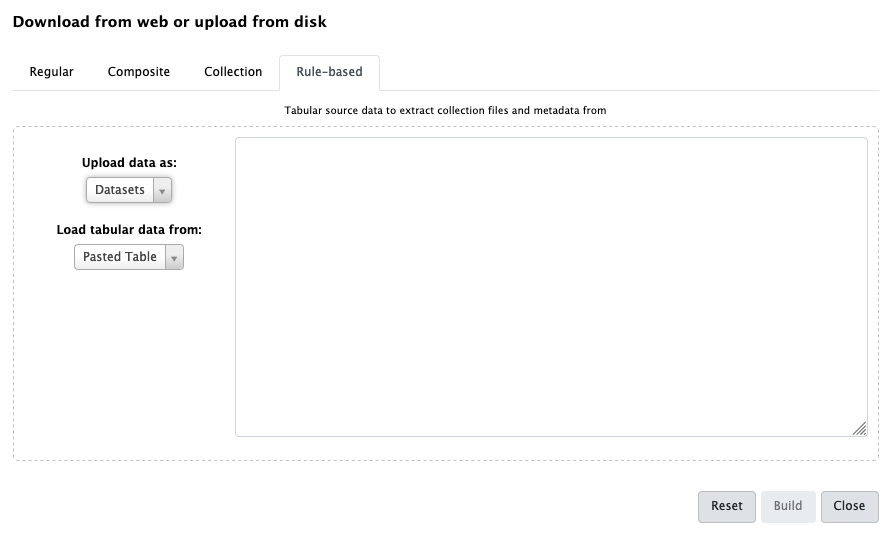 Download from web or upload from disk
Regular Composite Collection Rule-based
Tabular source data to extract collection files and metadata from
Upload data as:
Datasets
Load tabular data from:
Pasted Table
Reset Build Close